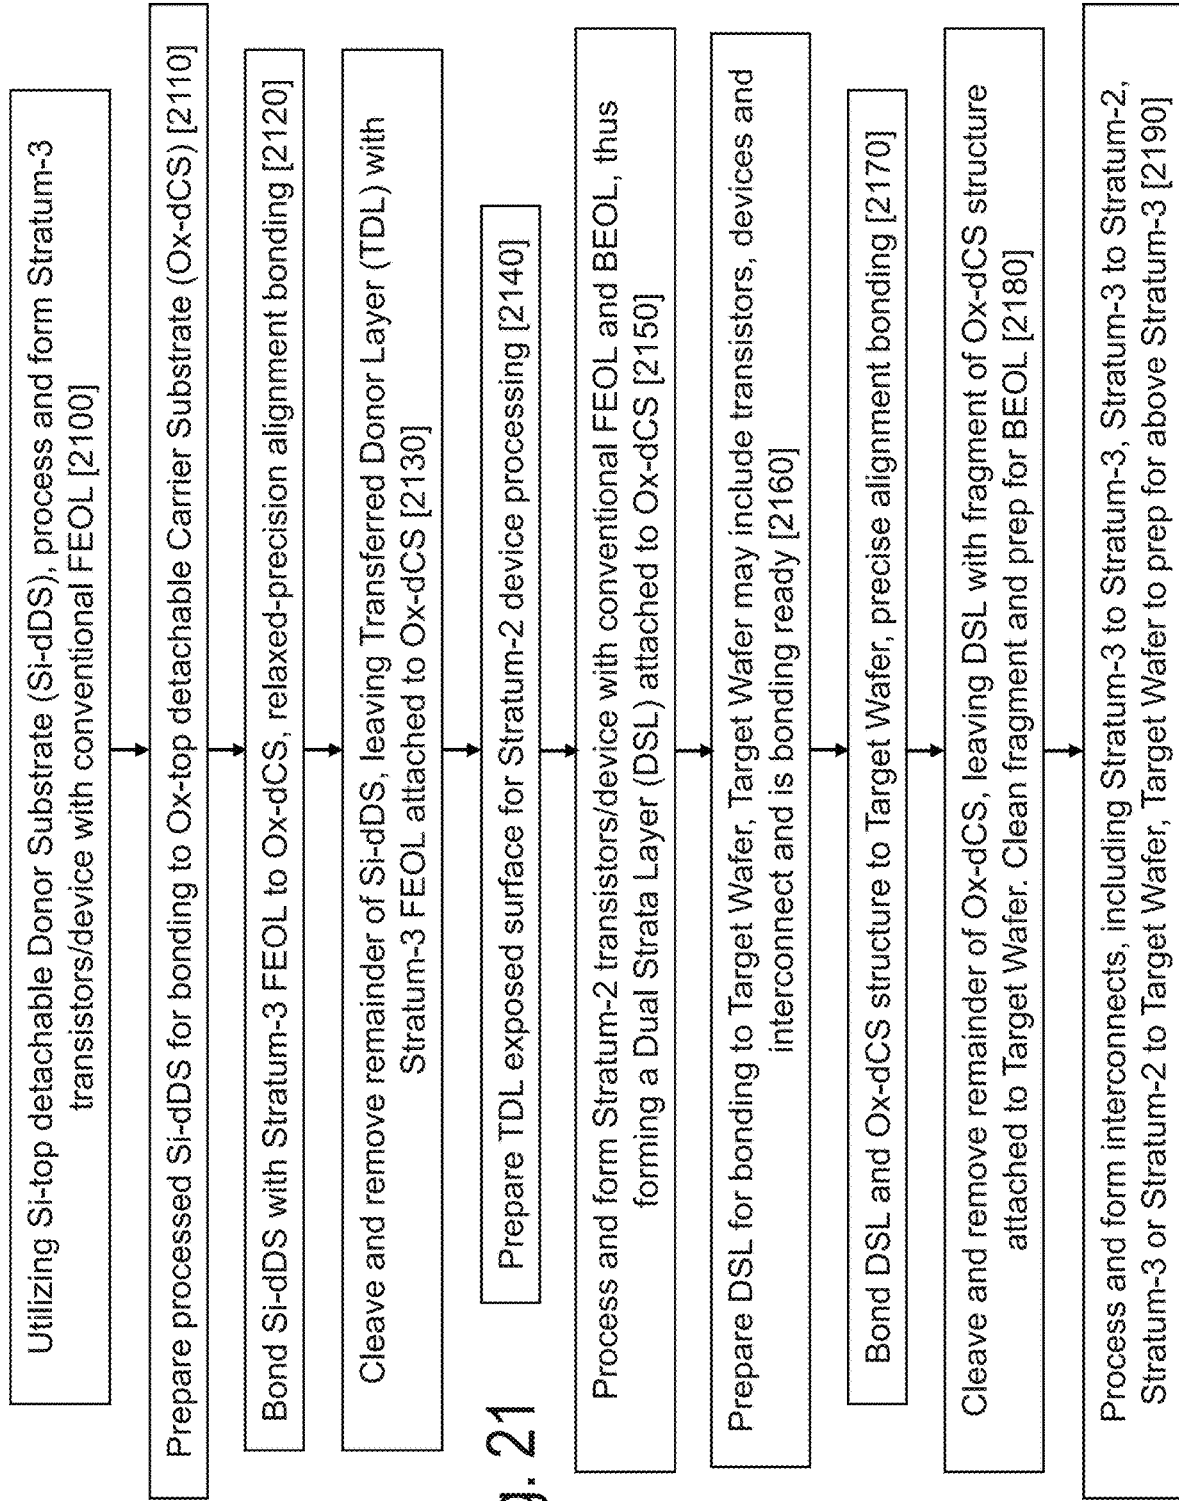 Utilizing Si-top detachable Donor Substrate (Si-dDS), process and form Stratum-3
transistors/device with conventional FEOL [2100]
Prepare processed Si-dDS for bonding to Ox-top detachable Carrier Substrate (Ox-dCS) [2110]
Bond Si-dDS with Stratum-3 FEOL to Ox-dCS, relaxed-precision alignment bonding [2120]
Cleave and remove remainder of Si-dDS, leaving Transferred Donor Layer (TDL) with
Stratum-3 FEOL attached to Ox-dCS [2130]
Prepare TDL exposed surface for Stratum-2 device processing [2140]
g. 21
Process and form Stratum-2 transistors/device with conventional FEOL and BEOL, thus
forming a Dual Strata Layer (DSL) attached to Ox-dCS [2150]
Prepare DSL for bonding to Target Wafer, Target Wafer may include transistors, devices and
interconnect and is bonding ready [2160]
Bond DSL and Ox-dCS structure to Target Wafer, precise alignment bonding [2170]
Cleave and remove remainder of Ox-dCS, leaving DSL with fragment of Ox-dCS structure
attached to Target Wafer. Clean fragment and prep for BEOL [2180]
Process and form interconnects, including Stratum-3 to Stratum-3, Stratum-3 to Stratum-2,
Stratum-3 or Stratum-2 to Target Wafer, Target Wafer to prep for above Stratum-3 [2190]